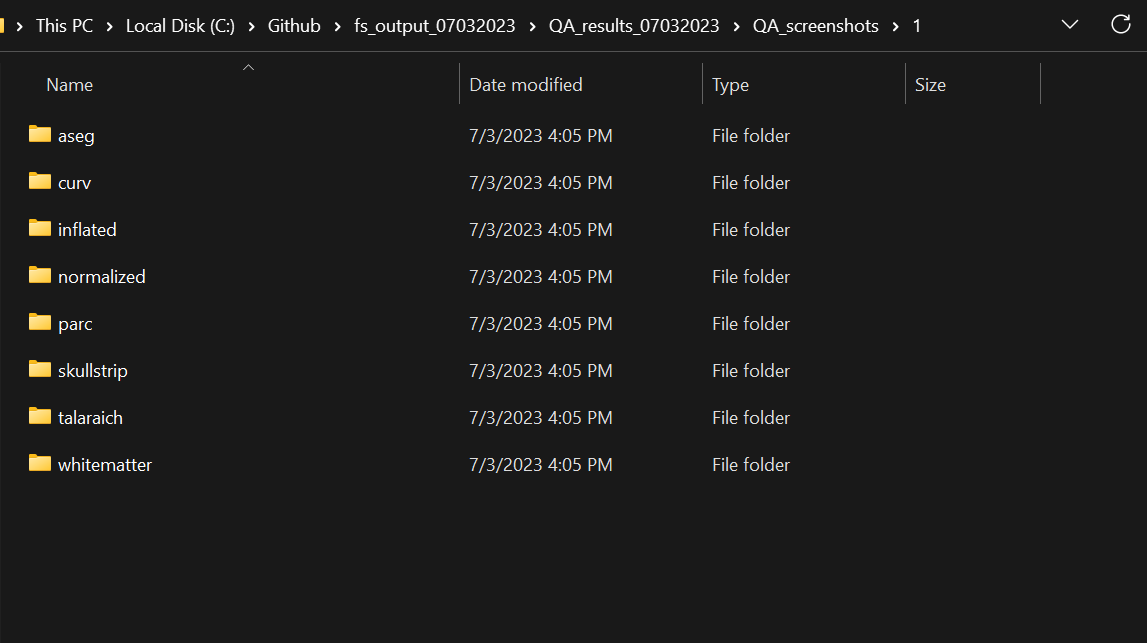 > This PC > Local Disk (C:) > Github > fs_output_07032023 > QA_results_07032023 > QA_screenshots > 1
Name Date modified Type Size
aseg 7/3/2023 4:05 PM File folder
curv 7/3/2023 4:05 PM File folder
inflated 7/3/2023 4:05 PM File folder
normalized 7/3/2023 4:05 PM File folder
parc 7/3/2023 4:05 PM File folder
skullstrip 7/3/2023 4:05 PM File folder
talaraich 7/3/2023 4:05 PM File folder
whitematter 7/3/2023 4:05 PM File folder